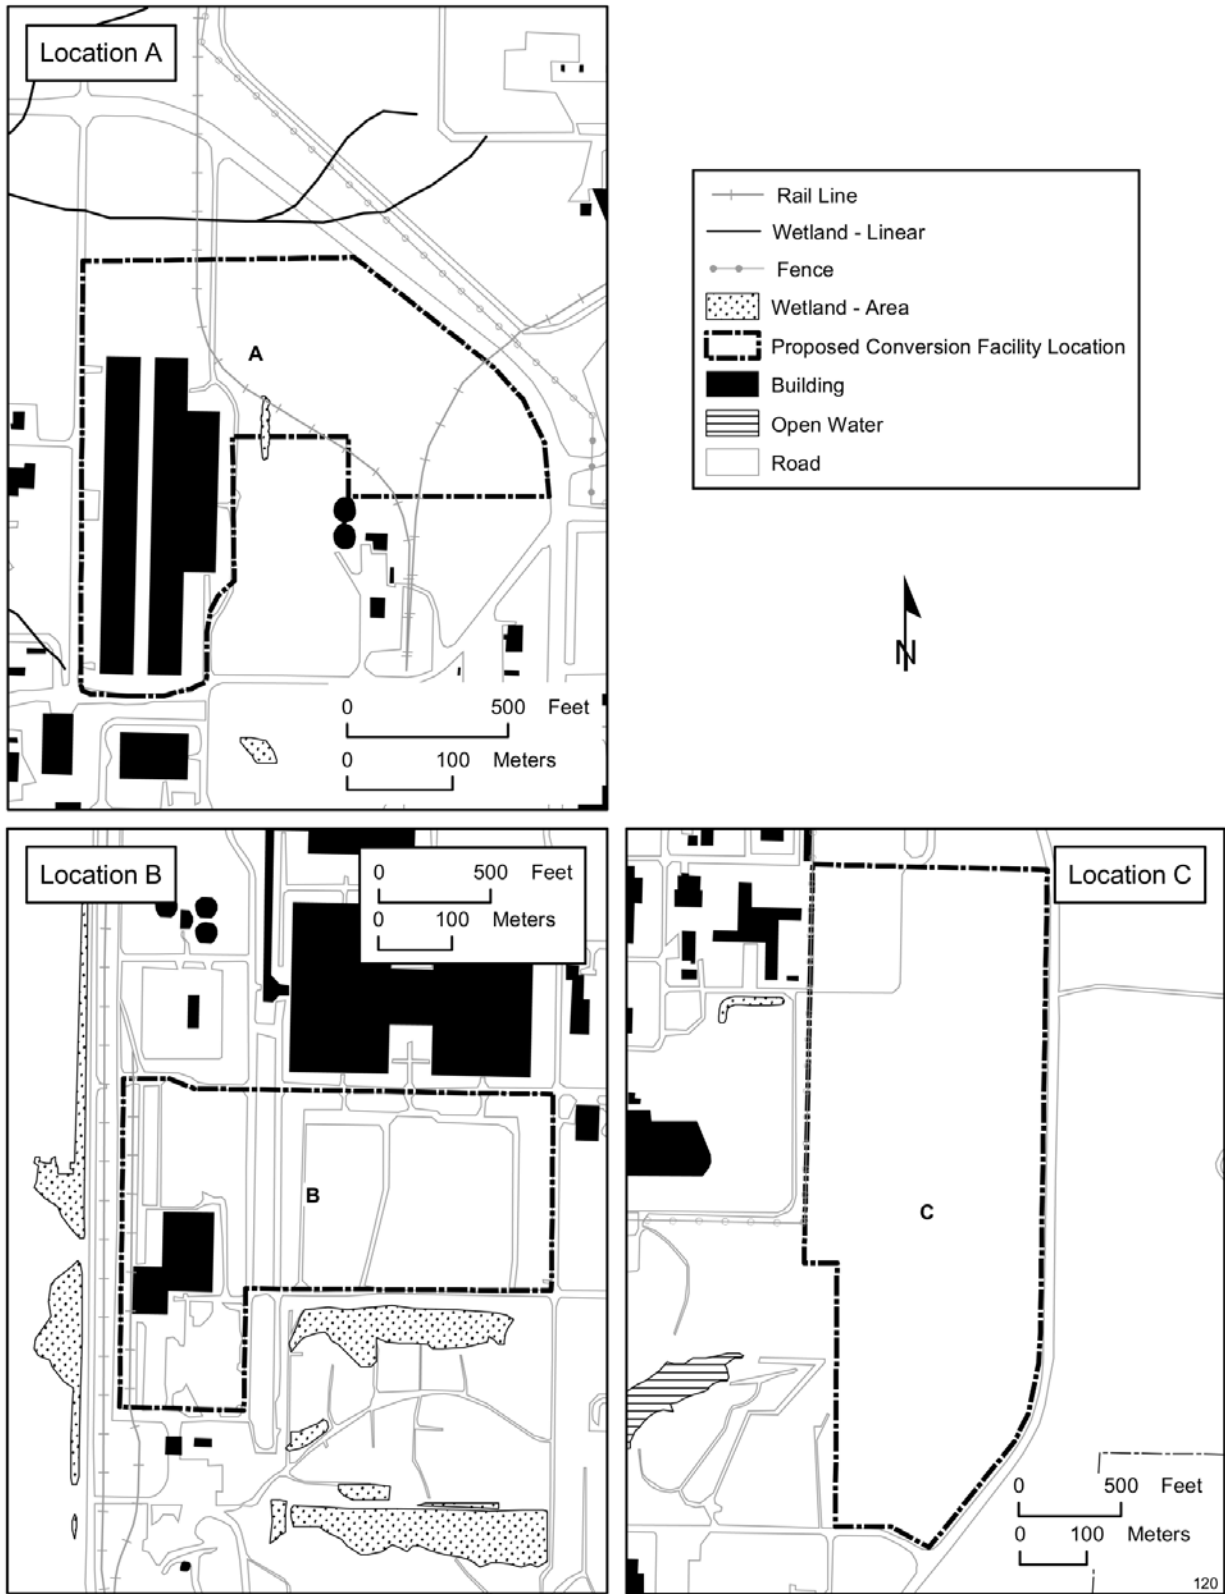 Location A
A
0 500 Feet
0 100 Meters
Rail Line
Wetland - Linear
Fence
Wetland - Area
Proposed Conversion Facility Location
Building
Open Water
Road
N
Location B
0 500 Feet
0 100 Meters
B
Location C
C
0 500 Feet
0 100 Meters
120